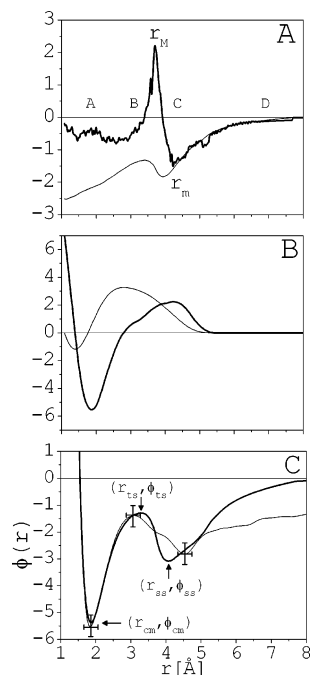 3
A
2
r_M
1
A B C D
0
-1
-2
r_m
-3
6
B
4
2
0
-2
-4
-6
1
C
0
-1
(r_ts,ϕ_ts)
-2
ϕ(r)
-3
(r_ss,ϕ_ss)
-4
-5
(r_cm,ϕ_cm)
-6
1 2 3 4 5 6 7 8
r[Å]